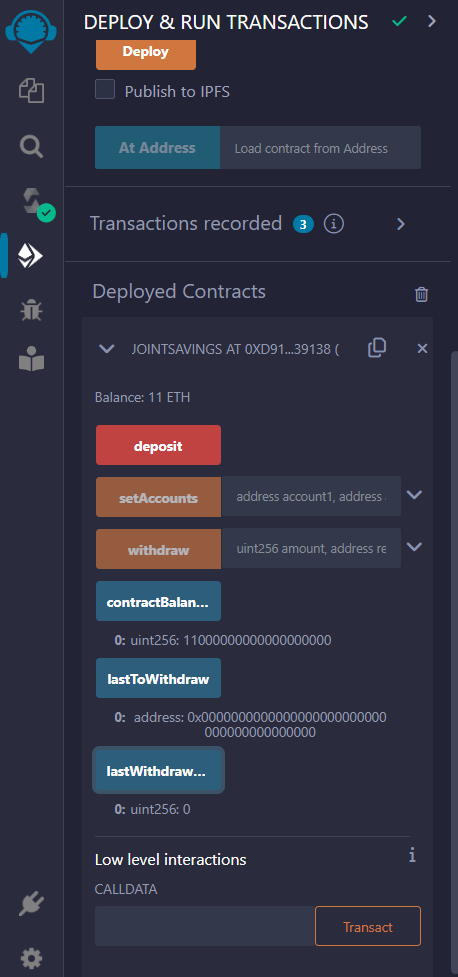 DEPLOY & RUN TRANSACTIONS
Deploy
Publish to IPFS
At Address Load contract from Address
Transactions recorded 3 i
Deployed Contracts
JOINTSAVINGS AT 0XD91...39138 (
Balance: 11 ETH
deposit
setAccounts address account1, address
withdraw uint256 amount, address re
contractBalan...
0: uint256: 11000000000000000000
lastToWithdraw
0: address: 0x00000000000000000000000000
00000000000000
lastWithdraw...
0: uint256: 0
Low level interactions i
CALLDATA
Transact